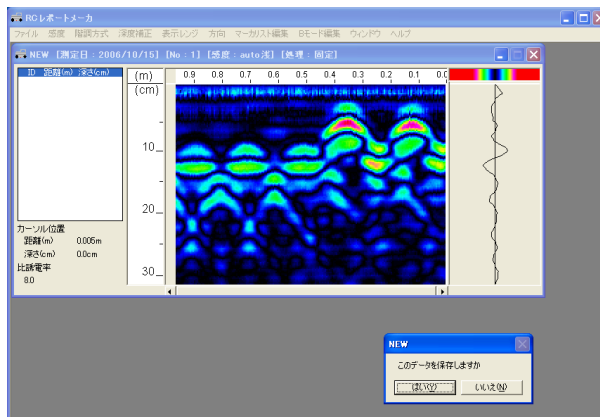 RCレポートメーカ
ファイル 感度 階調方式 深度補正 表示レンジ 方向 マーカリスト編集 Bモード編集 ウィンドウ ヘルプ
NEW [測定日：2006/10/15] [No：1] [感度：auto浅] [処理：固定]
ID 距離(m) 深さ(cm)
(m) 0.9 0.8 0.7 0.6 0.5 0.4 0.3 0.2 0.1 0.0
(cm)
10
20
30
カーソル位置
距離(m) 0.005m
深さ(cm) 0.0cm
比誘電率
8.0
NEW
このデータを保存しますか
はい(Y) いいえ(N)